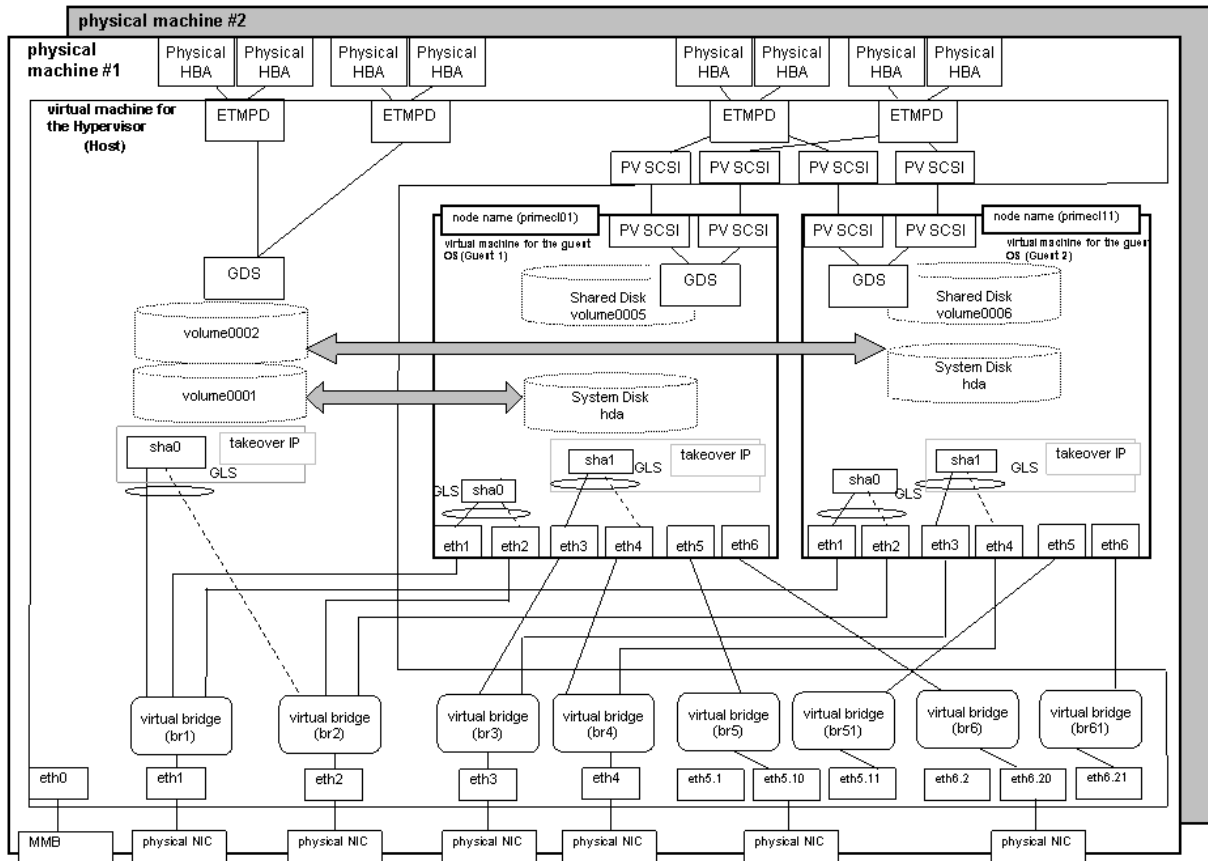 physical machine #2
physical
machine #1
Physical
HBA
Physical
HBA
Physical
HBA
Physical
HBA
Physical
HBA
Physical
HBA
Physical
HBA
Physical
HBA
virtual machine for
the Hypervisor
(Host)
ETMPD
ETMPD
ETMPD
ETMPD
PV SCSI
PV SCSI
PV SCSI
PV SCSI
node name (primecl01)
PV SCSI
PV SCSI
virtual machine for the guest
OS (Guest 1)
node name (primecl11)
PV SCSI
PV SCSI
virtual machine for the gues
OS (Guest 2)
GDS
GDS
GDS
Shared Disk
volume0005
Shared Disk
volume0006
volume0002
System Disk
hda
volume0001
System Disk
hda
sha0
takeover IP
GLS
sha1
takeover IP
GLS
sha1
takeover IP
GLS
GLS
sha0
sha0
GLS
eth1
eth2
eth3
eth4
eth5
eth6
eth1
eth2
eth3
eth4
eth5
eth6
virtual bridge
(br1)
virtual bridge
(br2)
virtual bridge
(br3)
virtual bridge
(br4)
virtual bridge
(br5)
virtual bridge
(br51)
virtual bridge
(br6)
virtual bridge
(br61)
eth0
eth1
eth2
eth3
eth4
eth5.1
eth5.10
eth5.11
eth6.2
eth6.20
eth6.21
MMB
physical NIC
physical NIC
physical NIC
physical NIC
physical NIC
physical NIC